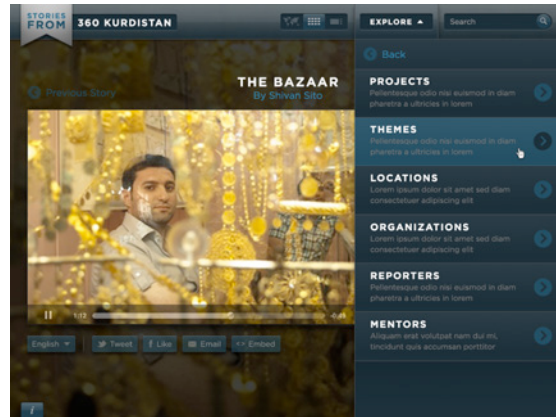 STORIES
FROM
360 KURDISTAN
EXPLORE
Search
Back
Previous Story
THE BAZAAR
By Shivan Sito
PROJECTS
Pellentesque odio nisi euismod in diam
pharetra a ultricies in lorem
THEMES
Pellentesque odio nisi euismod in diam
pharetra a ultricies in lorem
LOCATIONS
Lorem ipsum dolor sit amet sed diam
consectetuer adipiscing elit
ORGANIZATIONS
Lorem ipsum dolor sit amet sed diam
consectetuer adipiscing elit
REPORTERS
Pellentesque odio nisi euismod in diam
pharetra a ultricies in lorem
MENTORS
Aliquam erat volutpat nam dui mi,
tincidunt quis accumsan porttitor
1:12
English
Tweet
Like
Email
Embed